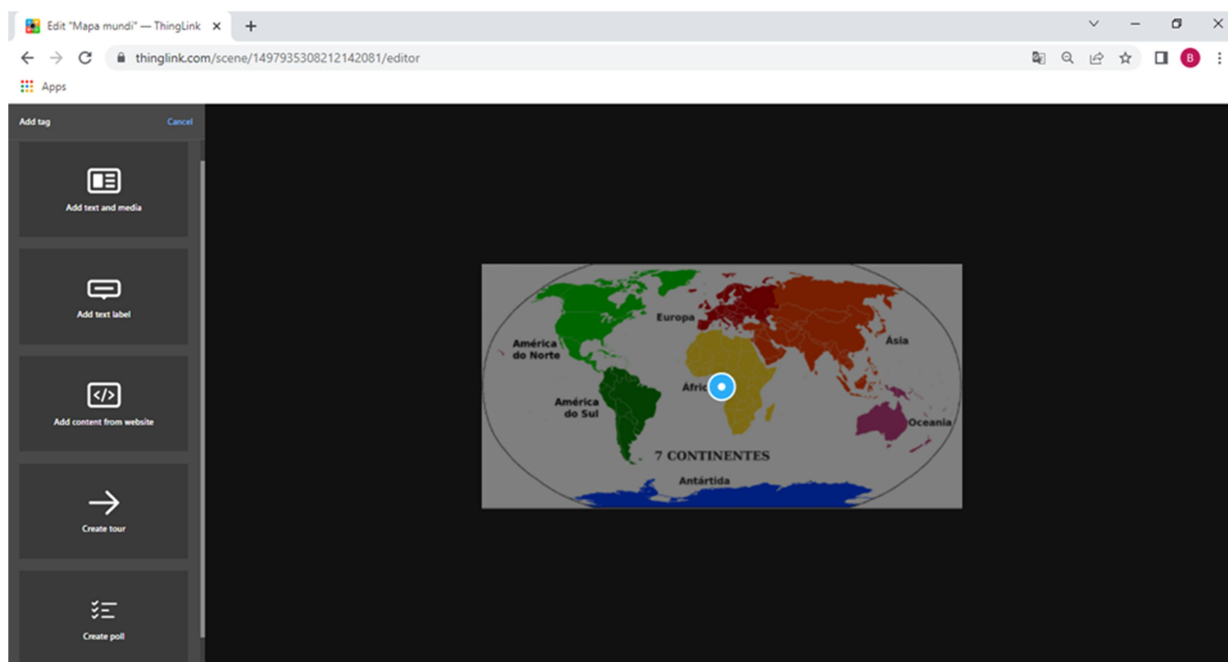 Edit "Mapa mundi" — ThingLink
thinglink.com/scene/1497935308212142081/editor
B
Apps
Add tag
Cancel
Add text and media
Add text label
Add content from website
Create tour
Create poll
Europa
América
do Norte
Ásia
Áfric
América
do Sul
Oceania
7 CONTINENTES
Antártida